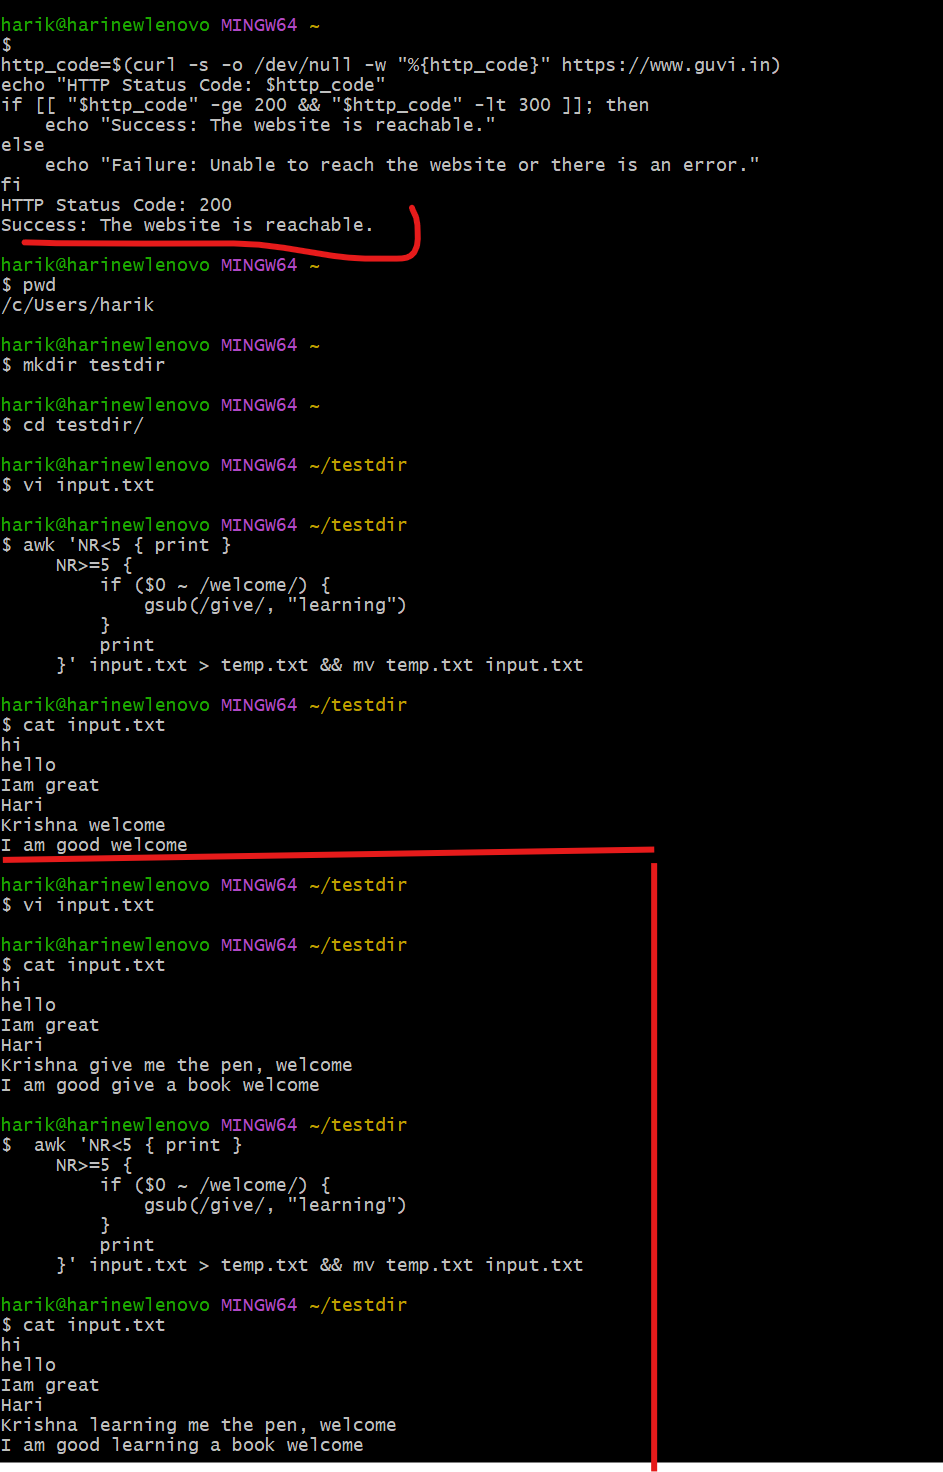 harik@harinewlenovo MINGW64 ~
$
http_code=$(curl -s -o /dev/null -w "%{http_code}" https://www.guvi.in)
echo "HTTP Status Code: $http_code"
if [[ "$http_code" -ge 200 && "$http_code" -lt 300 ]]; then
    echo "Success: The website is reachable."
else
    echo "Failure: Unable to reach the website or there is an error."
fi
HTTP Status Code: 200
Success: The website is reachable.
harik@harinewlenovo MINGW64 ~
$ pwd
/c/Users/harik
harik@harinewlenovo MINGW64 ~
$ mkdir testdir
harik@harinewlenovo MINGW64 ~
$ cd testdir/
harik@harinewlenovo MINGW64 ~/testdir
$ vi input.txt
harik@harinewlenovo MINGW64 ~/testdir
$ awk 'NR<5 { print }
     NR>=5 {
         if ($0 ~ /welcome/) {
             gsub(/give/, "learning")
         }
         print
     }' input.txt > temp.txt && mv temp.txt input.txt
harik@harinewlenovo MINGW64 ~/testdir
$ cat input.txt
hi
hello
Iam great
Hari
Krishna welcome
I am good welcome
harik@harinewlenovo MINGW64 ~/testdir
$ vi input.txt
harik@harinewlenovo MINGW64 ~/testdir
$ cat input.txt
hi
hello
Iam great
Hari
Krishna give me the pen, welcome
I am good give a book welcome
harik@harinewlenovo MINGW64 ~/testdir
$  awk 'NR<5 { print }
     NR>=5 {
         if ($0 ~ /welcome/) {
             gsub(/give/, "learning")
         }
         print
     }' input.txt > temp.txt && mv temp.txt input.txt
harik@harinewlenovo MINGW64 ~/testdir
$ cat input.txt
hi
hello
Iam great
Hari
Krishna learning me the pen, welcome
I am good learning a book welcome